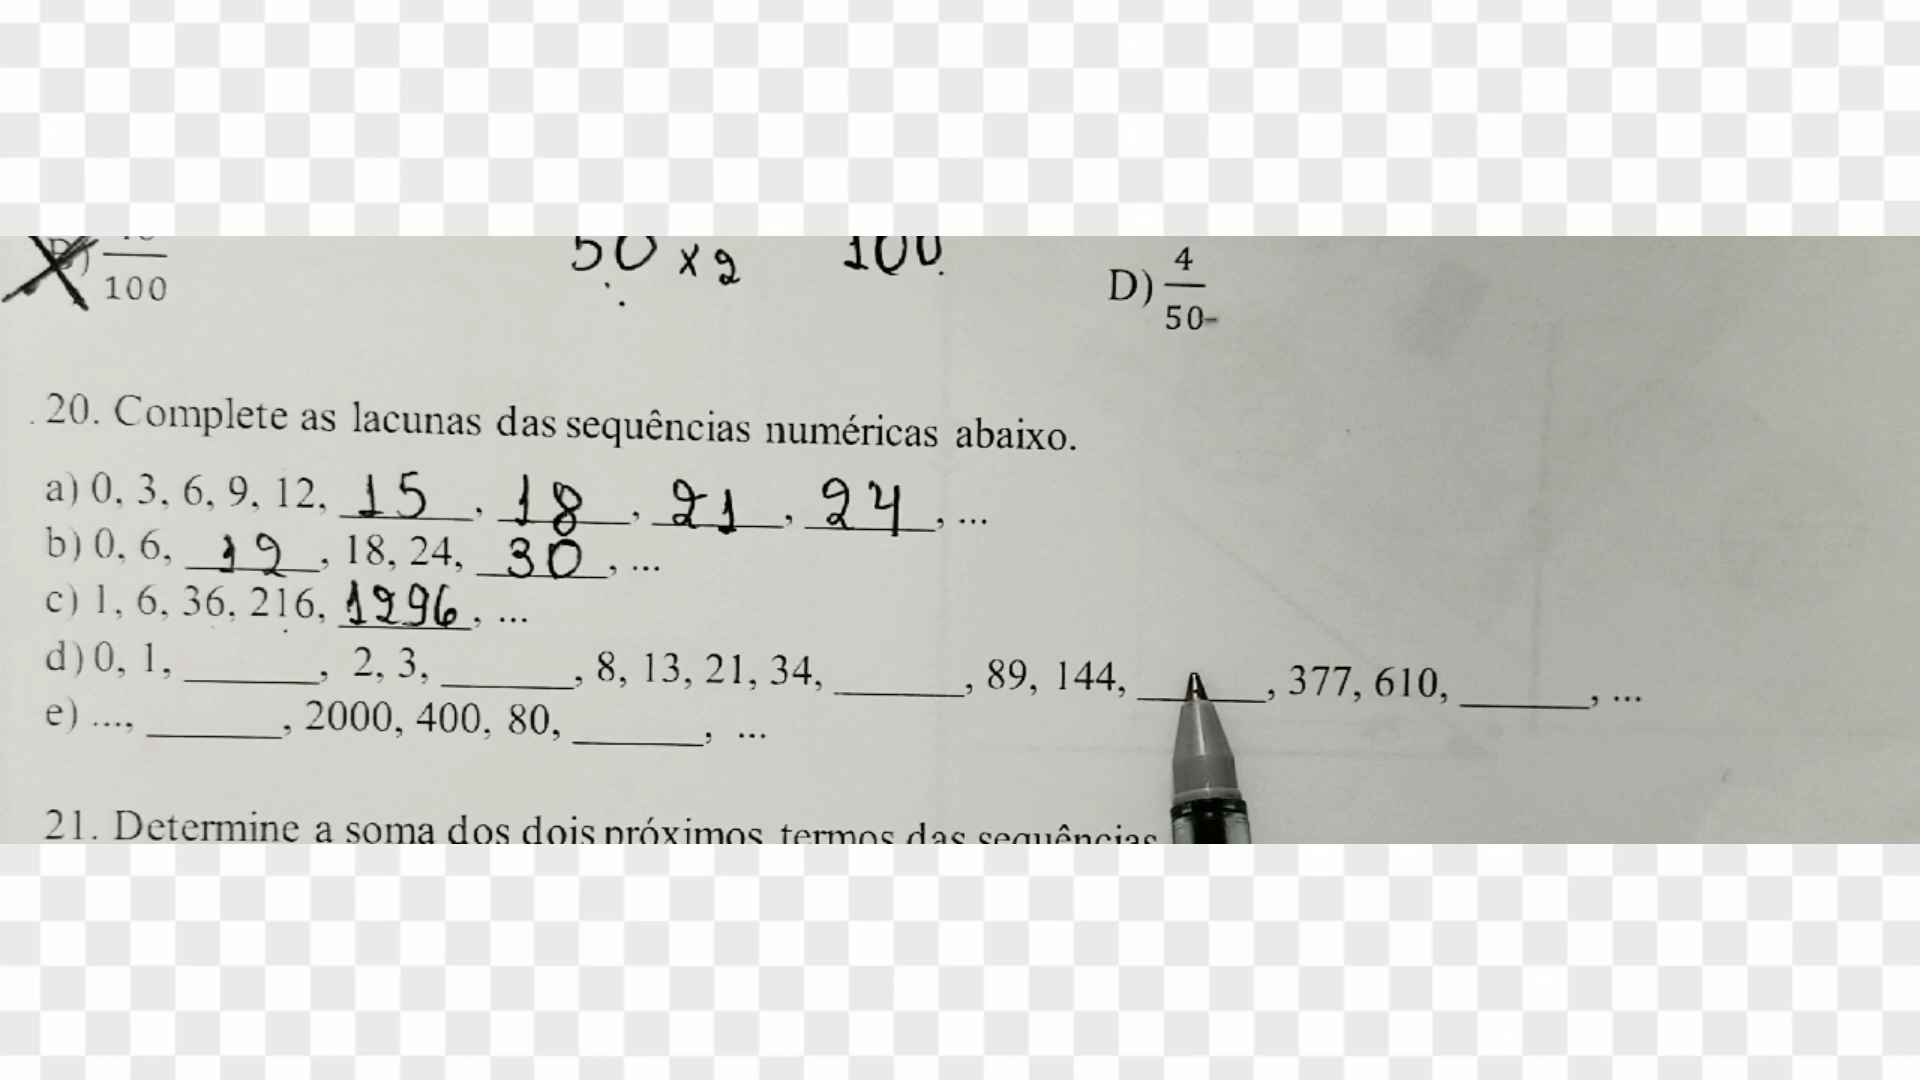 100
50 x 2 100
D) 4
50
20. Complete as lacunas das sequências numéricas abaixo.
a) 0, 3, 6, 9, 12, 15, 18, 21, 24, ...
b) 0, 6, 12, 18, 24, 30, ...
c) 1, 6, 36, 216, 1296, ...
d) 0, 1, ______, 2, 3, ______, 8, 13, 21, 34, ______, 89, 144, ______, 377, 610, ______, ...
e) ..., ______, 2000, 400, 80, ______, ...
21. Determine a soma dos dois próximos termos das sequências